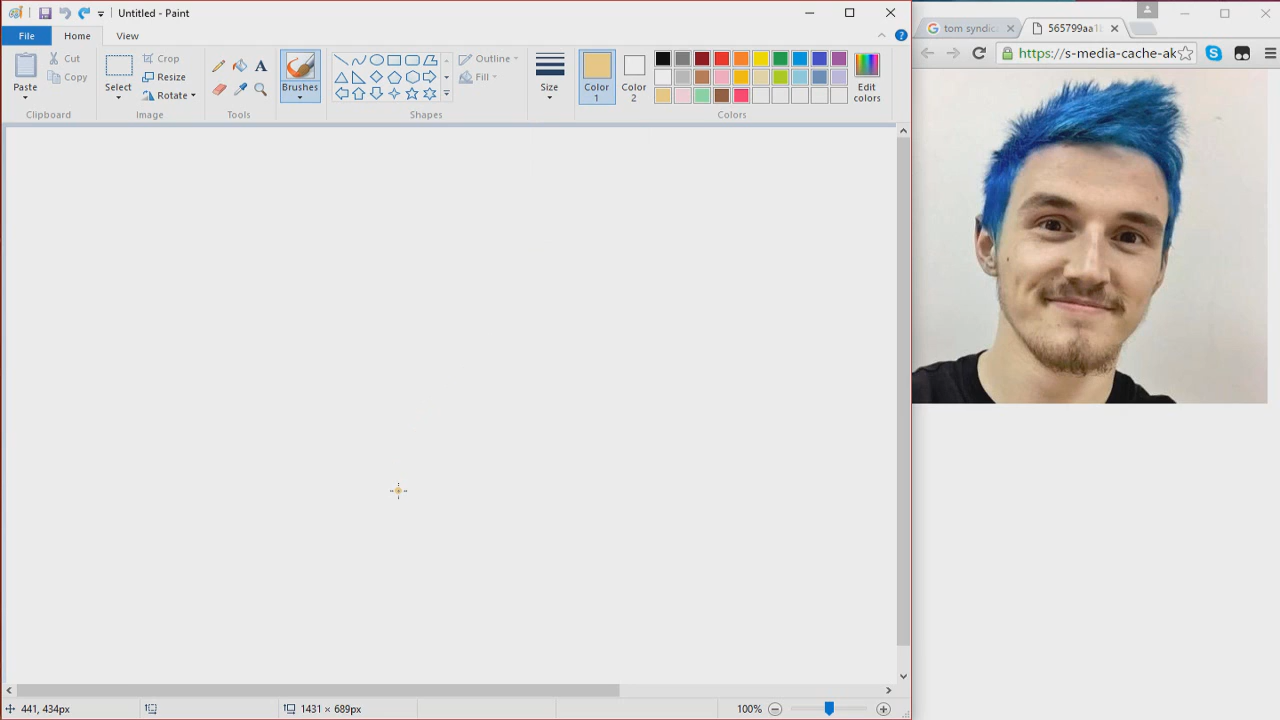 Untitled - Paint
File
Home
View
Paste
Cut
Copy
Clipboard
Select
Crop
Resize
Rotate
Image
Tools
Brushes
Outline
Fill
Shapes
Size
Color
1
Color
2
Edit
colors
Colors
441, 434px
1431 × 689px
100%
tom syndic
565799aa1
https://s-media-cache-ak